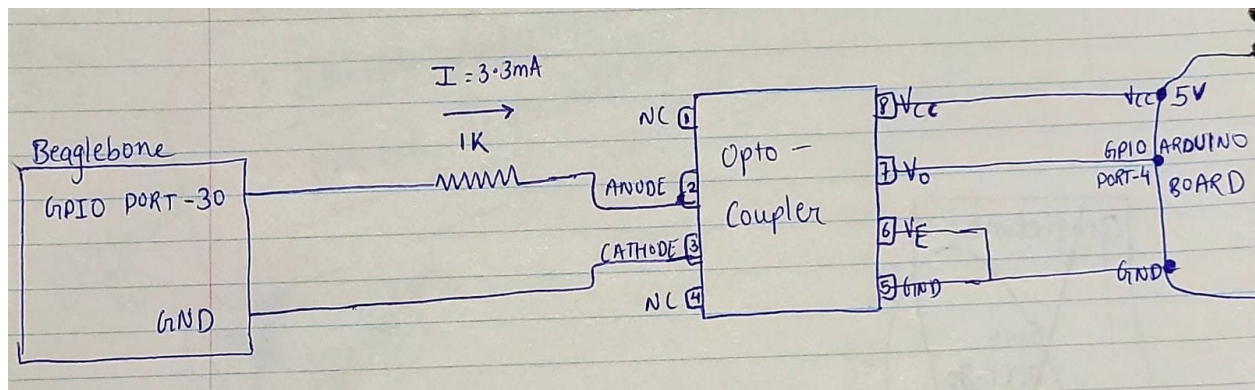 I = 3.3mA
1K
Beaglebone
GPIO PORT-30
GND
NC 1
ANODE 2
CATHODE 3
NC 4
Opto-
Coupler
8 VCC
7 VO
6 VE
5 GND
VCC 5V
GPIO ARDUINO
PORT-4 BOARD
GND